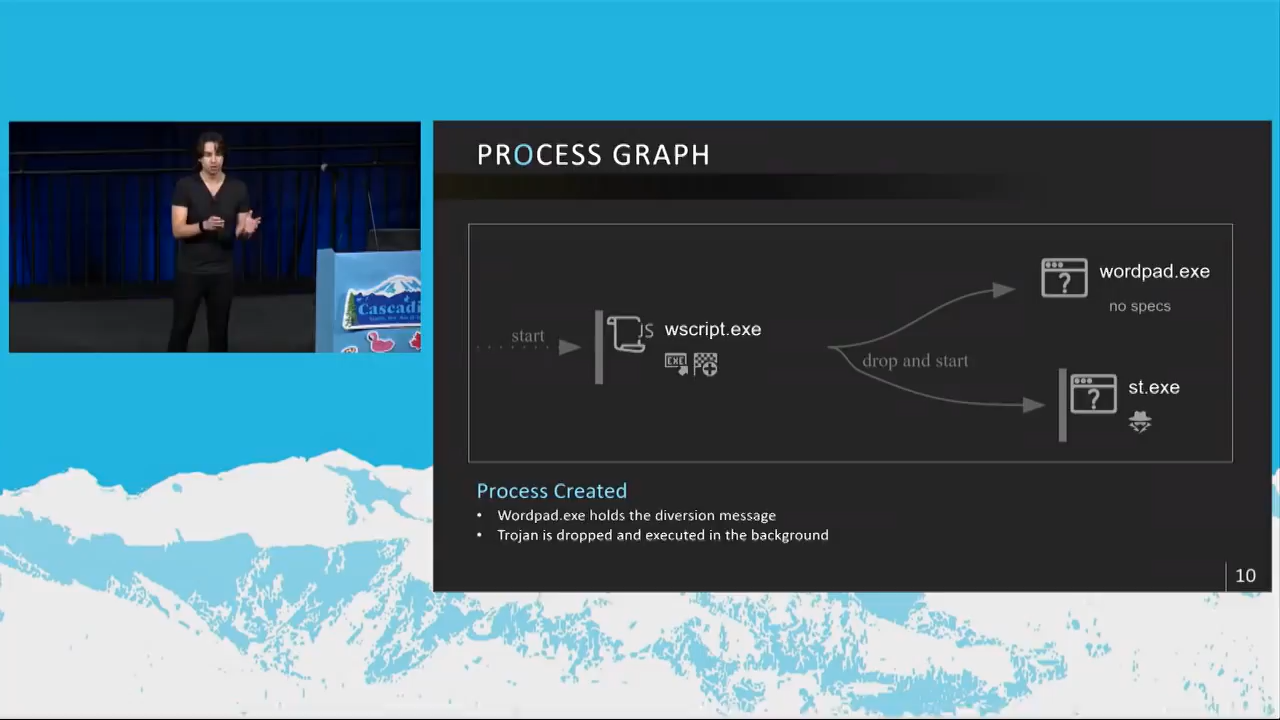 PROCESS GRAPH
start
JS
wscript.exe
EXE
drop and start
?
wordpad.exe
no specs
?
st.exe
Process Created
• Wordpad.exe holds the diversion message
• Trojan is dropped and executed in the background
10
Cascadi